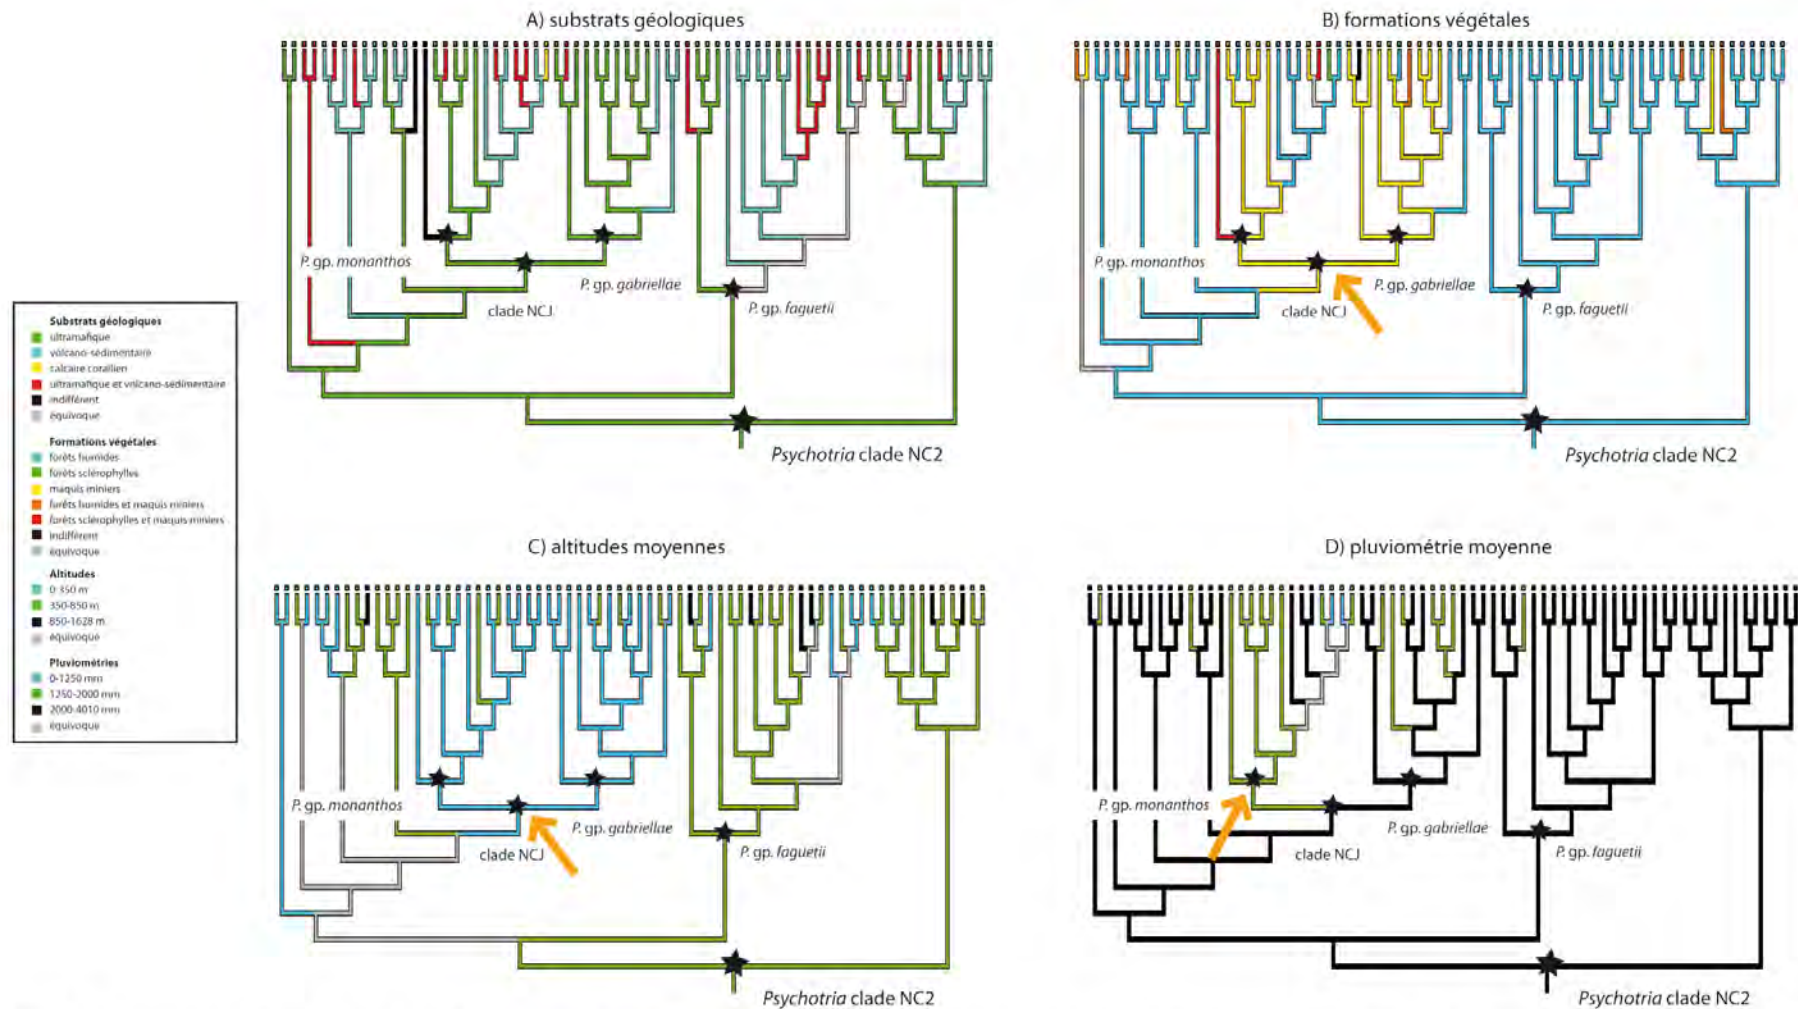 A) substrats géologiques
P. gp. monanthos
P. gp. gabriellae
clade NCJ
P. gp. faguetii
Psychotria clade NC2
B) formations végétales
P. gp. monanthos
P. gp. gabriellae
clade NCJ
P. gp. faguetii
Psychotria clade NC2
Substrats géologiques
ultramafique
volcano-sédimentaire
calcaire corallien
ultramafique et volcano-sédimentaire
indifférent
équivoque
Formations végétales
forêts humides
forêts sclérophylles
maquis miniers
forêts humides et maquis miniers
forêts sclérophylles et maquis miniers
indifférent
équivoque
Altitudes
0-350 m
350-850 m
850-1628 m
équivoque
Pluviométries
0-1250 mm
1250-2000 mm
2000-4010 mm
équivoque
C) altitudes moyennes
P. gp. monanthos
P. gp. gabriellae
clade NCJ
P. gp. faguetii
Psychotria clade NC2
D) pluviométrie moyenne
P. gp. monanthos
P. gp. gabriellae
clade NCJ
P. gp. faguetii
Psychotria clade NC2